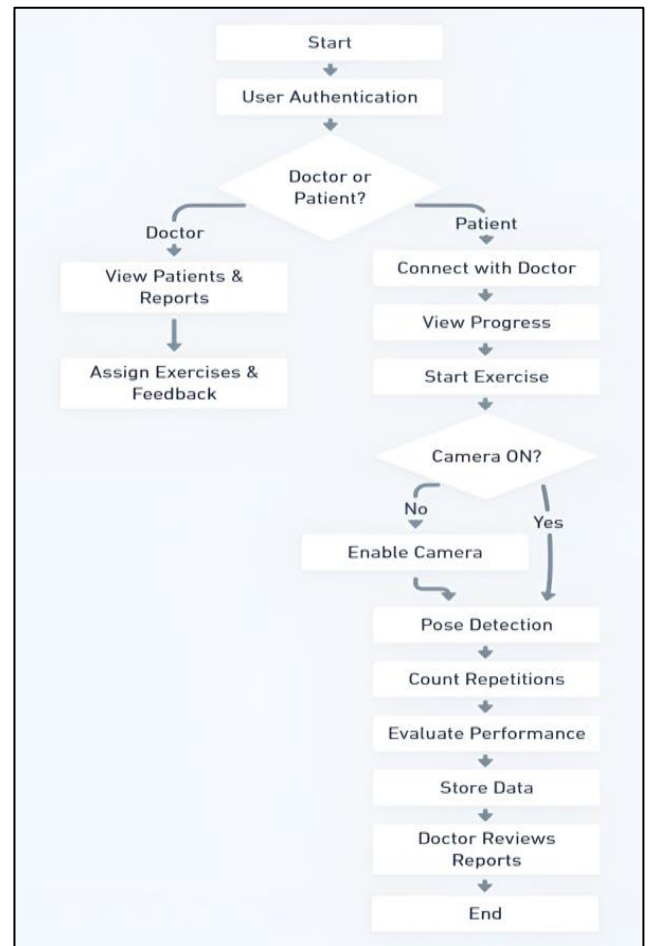 Start
User Authentication
Doctor or
Patient?
Doctor
Patient
View Patients &
Reports
Assign Exercises &
Feedback
Connect with Doctor
View Progress
Start Exercise
Camera ON?
No
Yes
Enable Camera
Pose Detection
Count Repetitions
Evaluate Performance
Store Data
Doctor Reviews
Reports
End